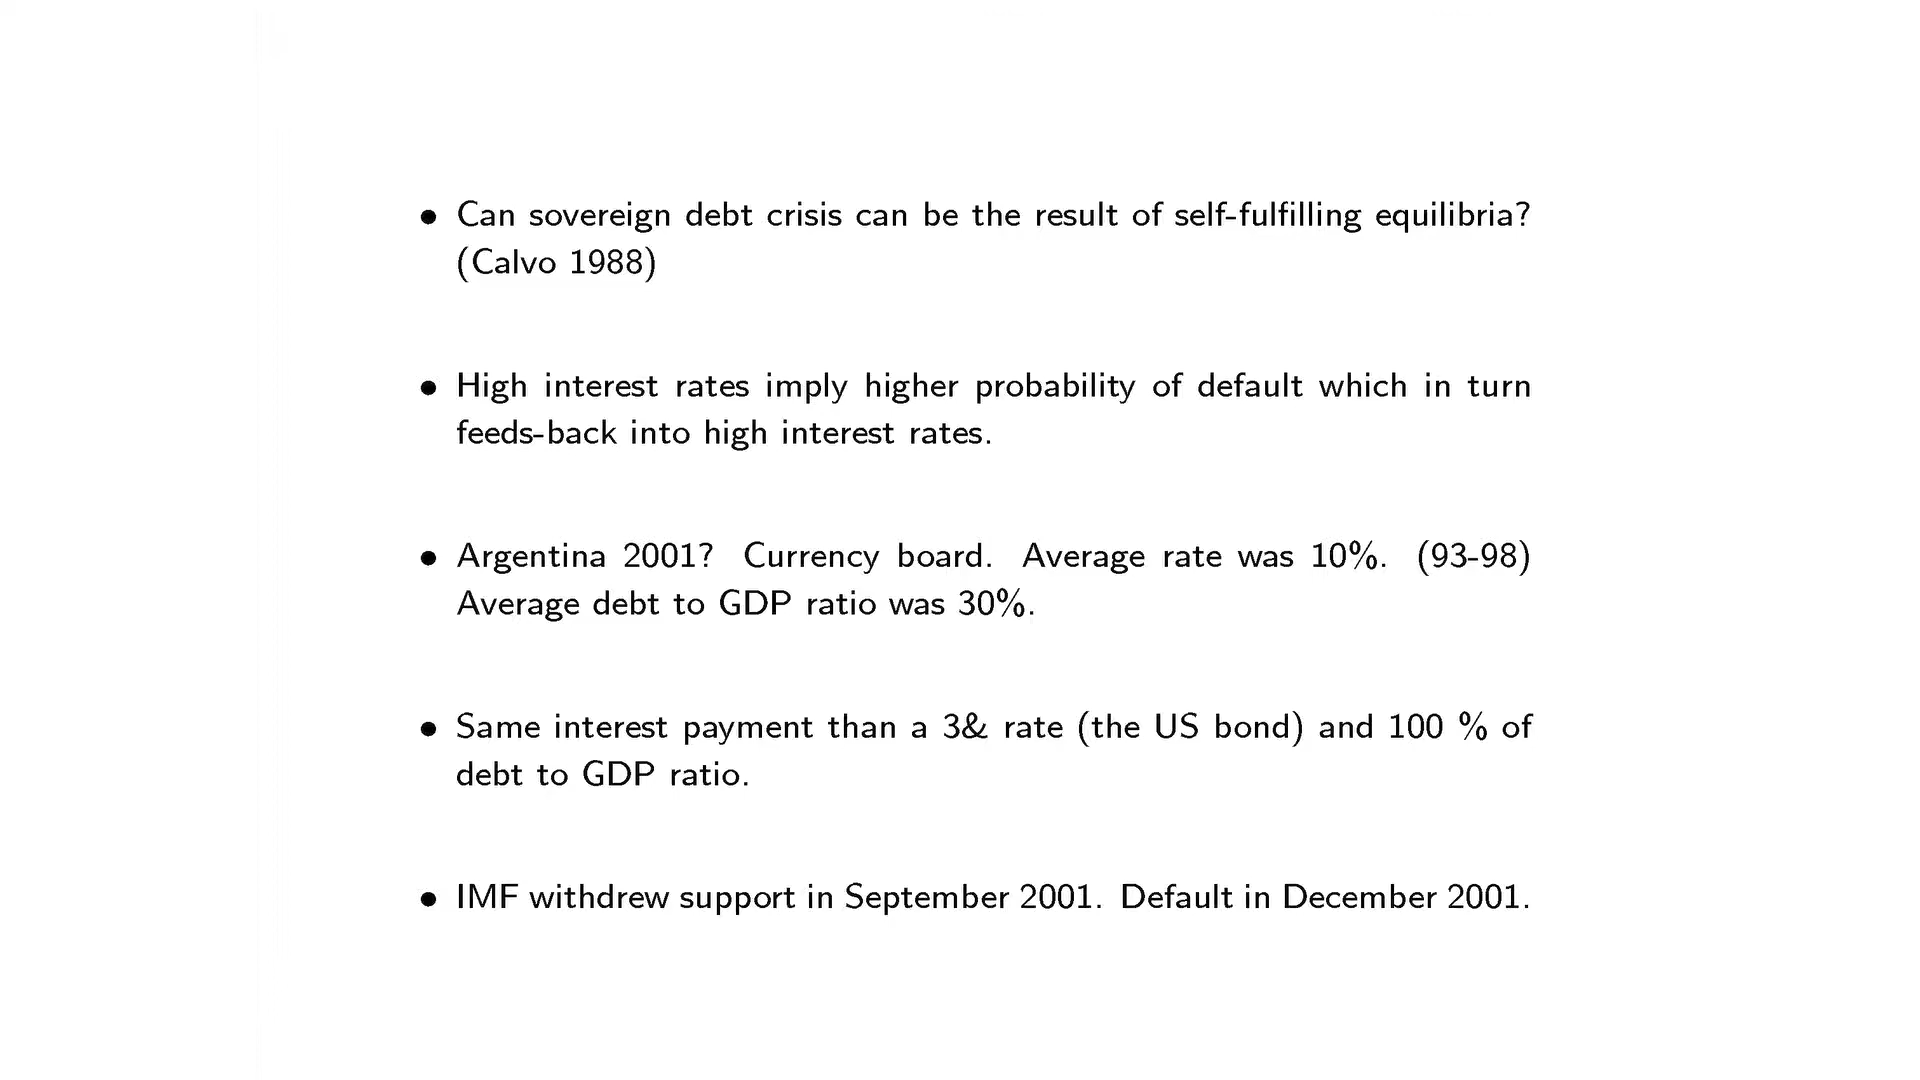 • Can sovereign debt crisis can be the result of self-fulfilling equilibria?
(Calvo 1988)
• High interest rates imply higher probability of default which in turn
feeds-back into high interest rates.
• Argentina 2001? Currency board. Average rate was 10%. (93-98)
Average debt to GDP ratio was 30%.
• Same interest payment than a 3& rate (the US bond) and 100 % of
debt to GDP ratio.
• IMF withdrew support in September 2001. Default in December 2001.